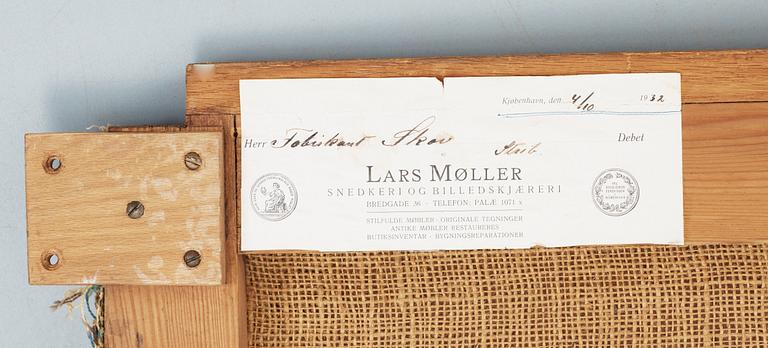 Kjøbenhavn, den 4/10 1932
Herr Fabrikant Skov Debet
LARS MØLLER
SNEDKERI OG BILLEDSKJÆRERI
BREDGADE 36 · TELEFON: PALÆ 1071 x
STILFULDE MØBLER · ORIGINALE TEGNINGER
ANTIKE MØBLER RESTAURERES
BUTIKSINVENTAR · BYGNINGSREPARATIONER